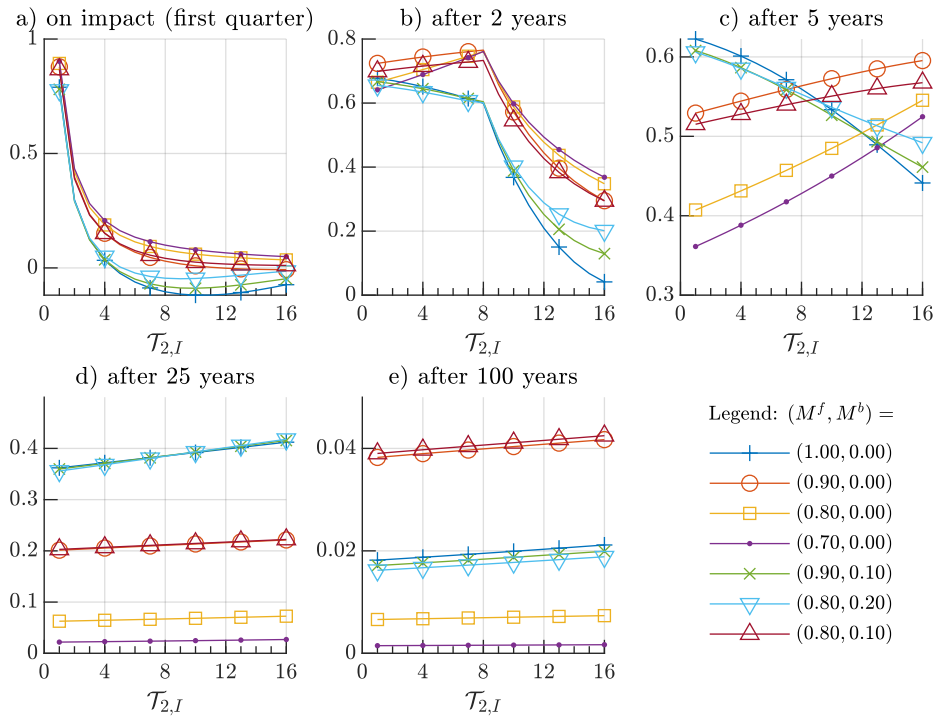 a) on impact (first quarter)
1
0.5
0
0 4 8 12 16
𝒯2,I
b) after 2 years
0.8
0.6
0.4
0.2
0
0 4 8 12 16
𝒯2,I
c) after 5 years
0.6
0.5
0.4
0.3
0 4 8 12 16
𝒯2,I
d) after 25 years
0.4
0.3
0.2
0.1
0
0 4 8 12 16
𝒯2,I
e) after 100 years
0.04
0.02
0
0 4 8 12 16
𝒯2,I
Legend: (M^f, M^b) =
(1.00, 0.00)
(0.90, 0.00)
(0.80, 0.00)
(0.70, 0.00)
(0.90, 0.10)
(0.80, 0.20)
(0.80, 0.10)